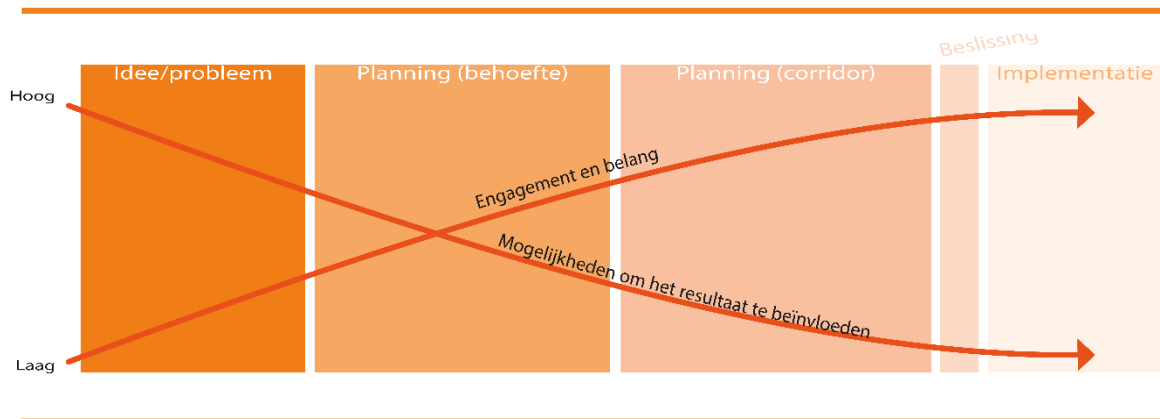 Beslissing
Idee/probleem
Planning (behoefte)
Planning (corridor)
Implementatie
Hoog
Engagement en belang
Mogelijkheden om het resultaat te beïnvloeden
Laag